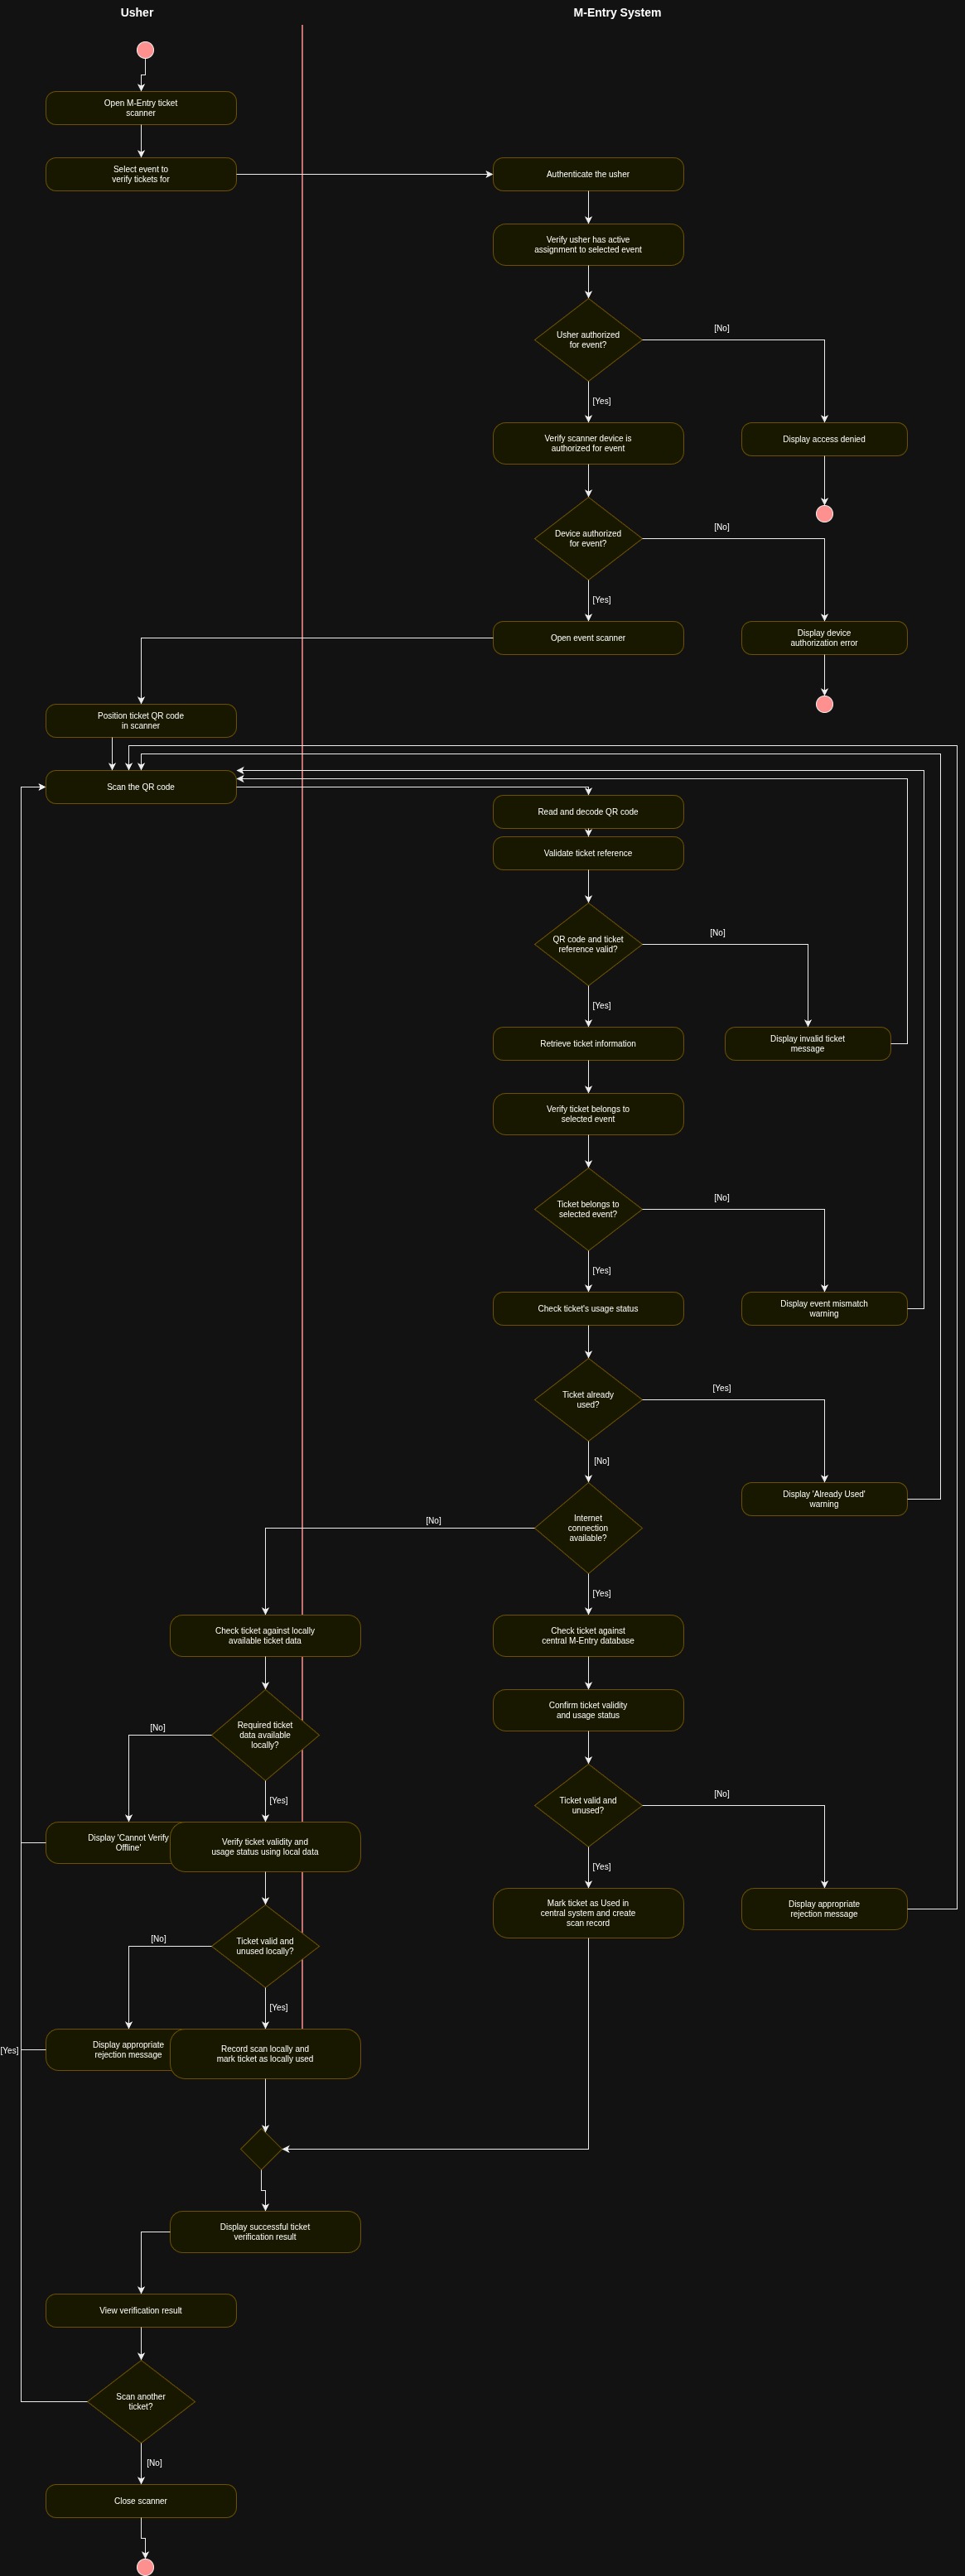 Usher
M-Entry System
Open M-Entry ticket
scanner
Select event to
verify tickets for
Authenticate the usher
Verify usher has active
assignment to selected event
Usher authorized
for event?
[No]
[Yes]
Verify scanner device is
authorized for event
Display access denied
Device authorized
for event?
[No]
[Yes]
Open event scanner
Display device
authorization error
Position ticket QR code
in scanner
Scan the QR code
Read and decode QR code
Validate ticket reference
QR code and ticket
reference valid?
[No]
[Yes]
Retrieve ticket information
Display invalid ticket
message
Verify ticket belongs to
selected event
Ticket belongs to
selected event?
[No]
[Yes]
Check ticket's usage status
Display event mismatch
warning
Ticket already
used?
[Yes]
[No]
Display 'Already Used'
warning
Internet
connection
available?
[No]
[Yes]
Check ticket against locally
available ticket data
Check ticket against
central M-Entry database
Required ticket
data available
locally?
[No]
[Yes]
Confirm ticket validity
and usage status
Ticket valid and
unused?
[No]
[Yes]
Display 'Cannot Verify
Offline'
Verify ticket validity and
usage status using local data
Mark ticket as Used in
central system and create
scan record
Display appropriate
rejection message
Ticket valid and
unused locally?
[No]
[Yes]
Display appropriate
rejection message
Record scan locally and
mark ticket as locally used
[Yes]
Display successful ticket
verification result
View verification result
Scan another
ticket?
[No]
Close scanner